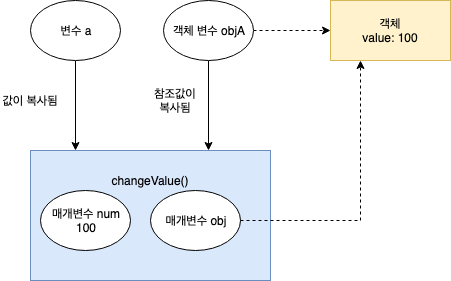 변수 a
객체 변수 objA
객체
value: 100
값이 복사됨
참조값이
복사됨
changeValue()
매개변수 num
100
매개변수 obj